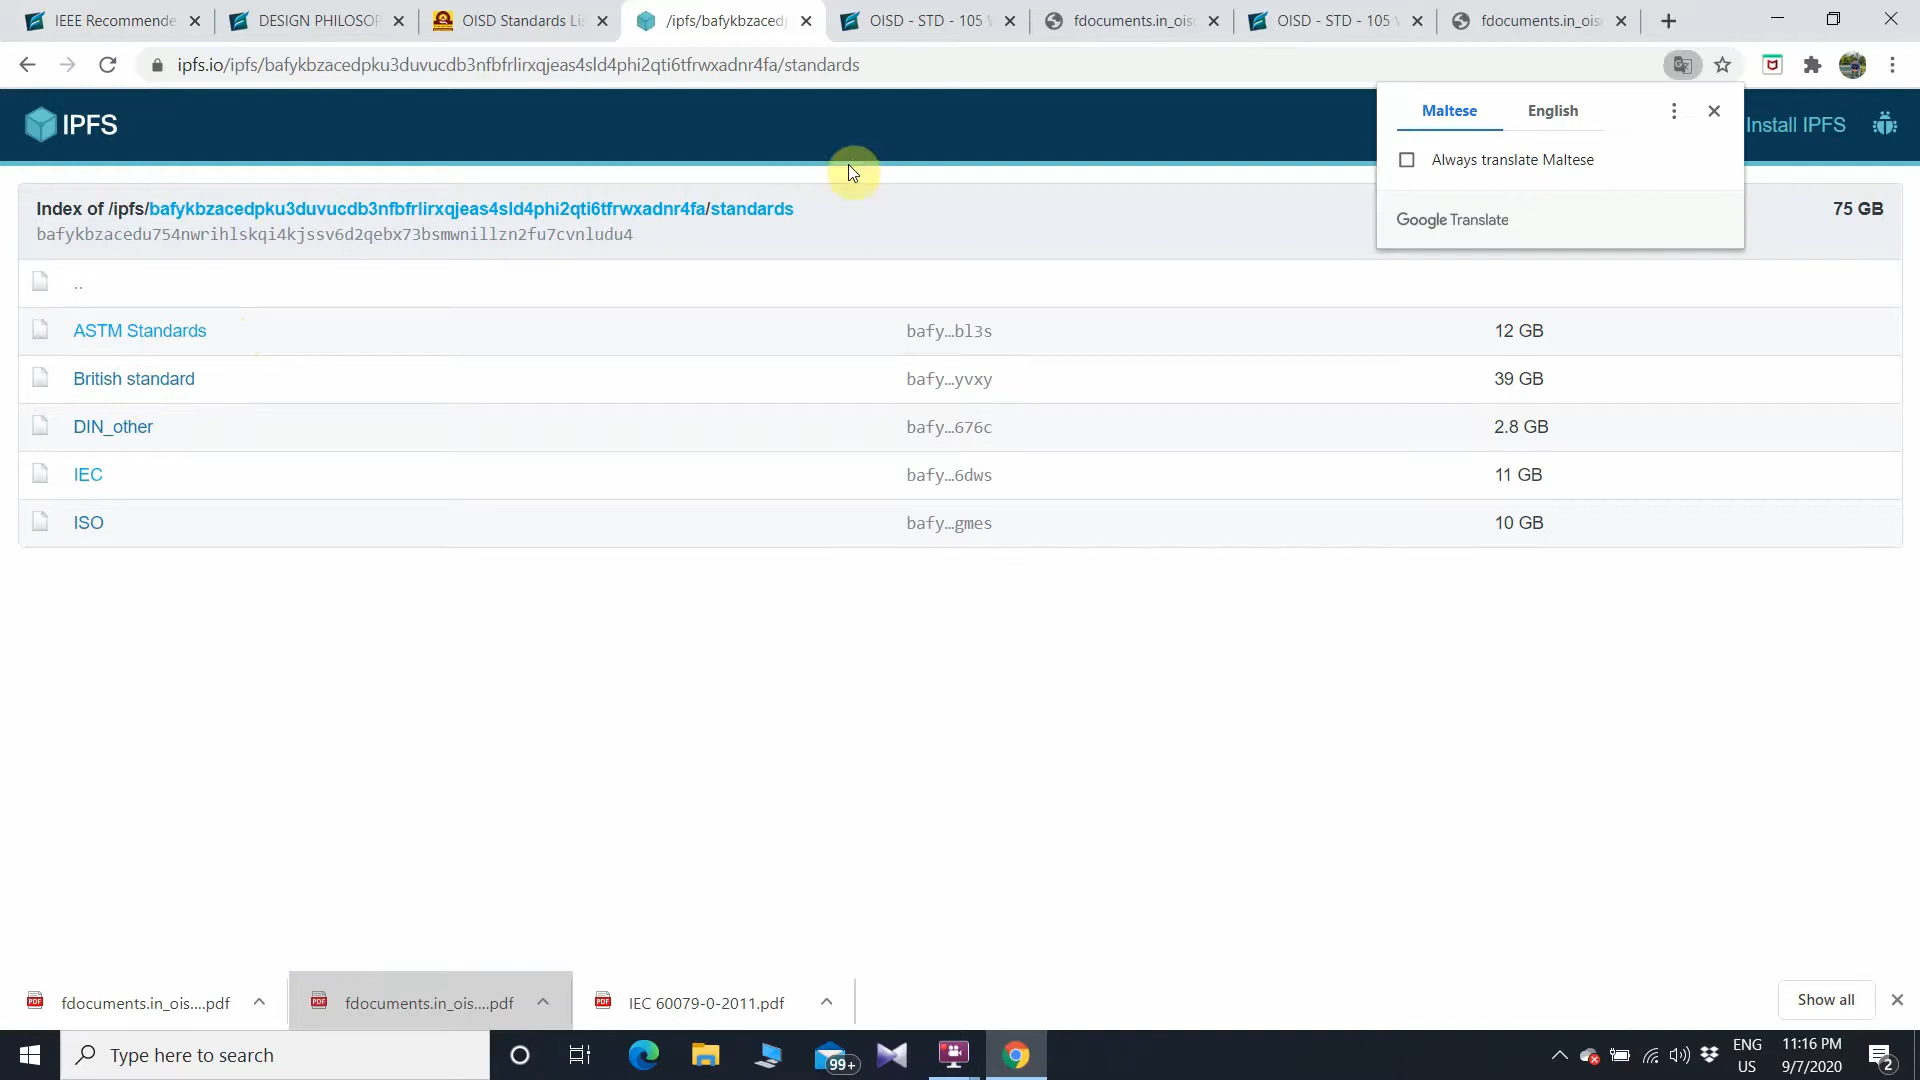 IEEE Recommende
DESIGN PHILOSOP
OISD Standards Lis
/ipfs/bafykbzaced
OISD - STD - 105
fdocuments.in_ois
OISD - STD - 105
fdocuments.in_ois
ipfs.io/ipfs/bafykbzacedpku3duvucdb3nfbfrlirxqjeas4sld4phi2qti6tfrwxadnr4fa/standards
IPFS
Install IPFS
Maltese English
Always translate Maltese
Google Translate
Index of /ipfs/bafykbzacedpku3duvucdb3nfbfrlirxqjeas4sld4phi2qti6tfrwxadnr4fa/standards
75 GB
bafykbzacedu754nwrihlskqi4kjssv6d2qebx73bsmwnillzn2fu7cvnludu4
..
ASTM Standards bafy…bl3s 12 GB
British standard bafy…yvxy 39 GB
DIN_other bafy…676c 2.8 GB
IEC bafy…6dws 11 GB
ISO bafy…gmes 10 GB
fdocuments.in_ois....pdf
fdocuments.in_ois....pdf
IEC 60079-0-2011.pdf
Show all
Type here to search
99+
ENG
US
11:16 PM
9/7/2020
2